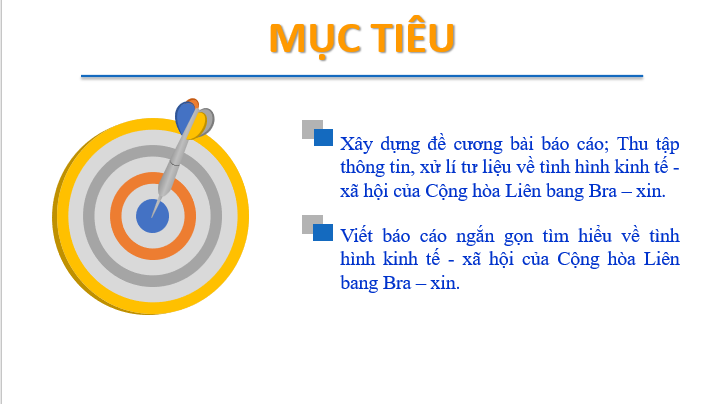 MỤC TIÊU
Xây dựng đề cương bài báo cáo; Thu tập
thông tin, xử lí tư liệu về tình hình kinh tế -
xã hội của Cộng hòa Liên bang Bra – xin.
Viết báo cáo ngắn gọn tìm hiểu về tình
hình kinh tế - xã hội của Cộng hòa Liên
bang Bra – xin.